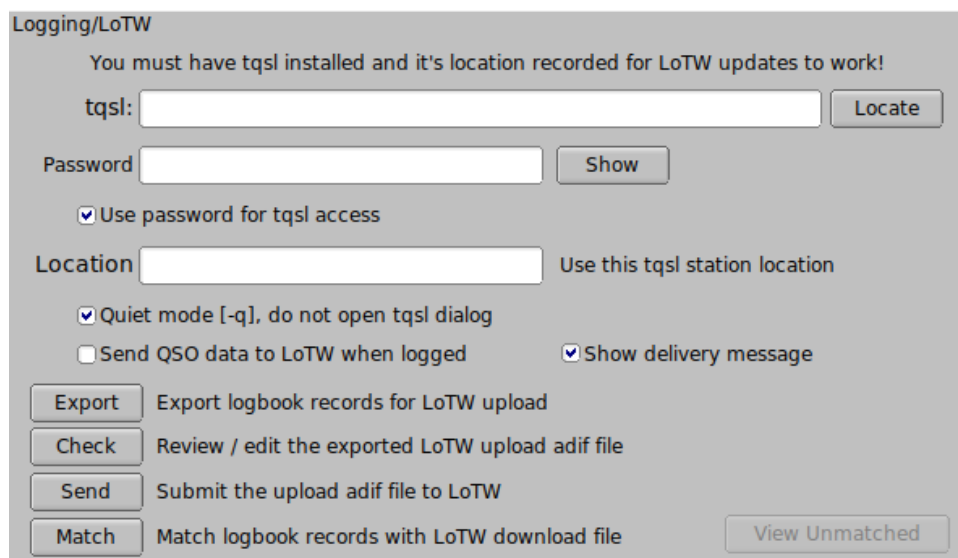 Logging/LoTW
You must have tqsl installed and it's location recorded for LoTW updates to work!
tqsl: Locate
Password Show
Use password for tqsl access
Location Use this tqsl station location
Quiet mode [-q], do not open tqsl dialog
Send QSO data to LoTW when logged Show delivery message
Export Export logbook records for LoTW upload
Check Review / edit the exported LoTW upload adif file
Send Submit the upload adif file to LoTW
Match Match logbook records with LoTW download file View Unmatched